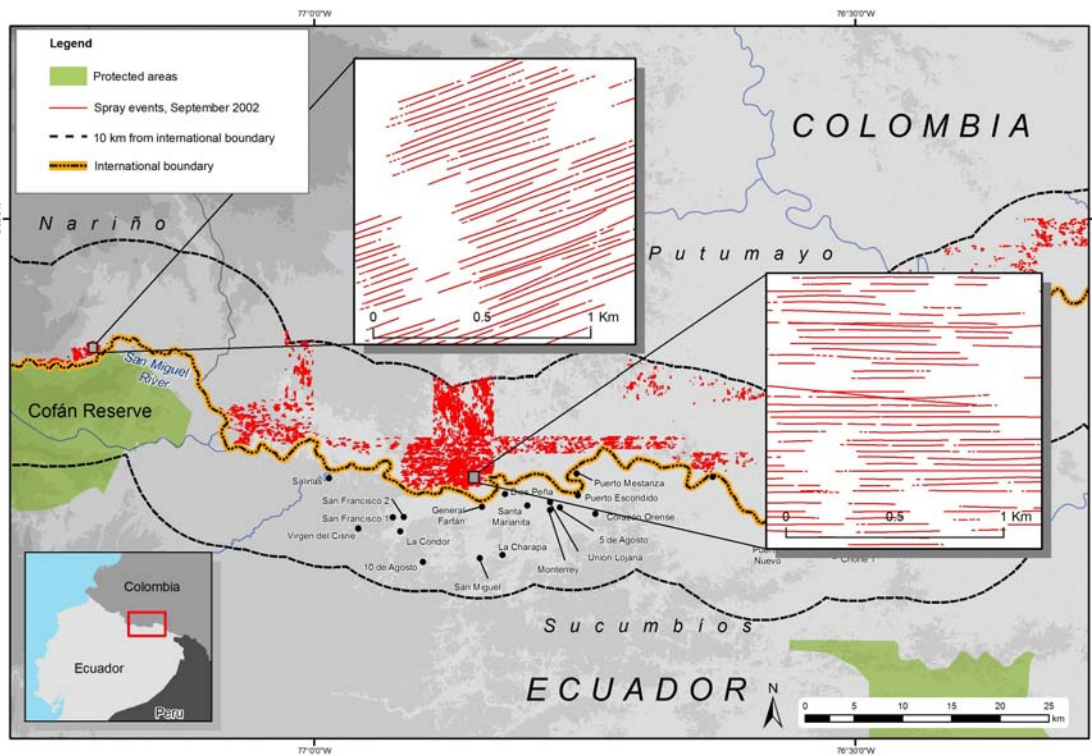 77°0'0"W
76°30'0"W
Legend
Protected areas
Spray events, September 2002
10 km from international boundary
International boundary
COLOMBIA
Nariño
Putumayo
0 0.5 1 Km
San Miguel
River
Cofán Reserve
0 0.5 1 Km
Salinas
San Francisco 2
San Francisco 1
Virgen del Cisne
La Condor
10 de Agosto
General
Farfán
Dios Peña
Santa
Marianita
La Charapa
San Miguel
Puerto Mestanza
Puerto Escondido
Corazón Orense
5 de Agosto
Union Lojana
Monterrey
Nuevo
Sucumbíos
ECUADOR
Colombia
Ecuador
Peru
N
0 5 10 15 20 25
km
77°0'0"W
76°30'0"W